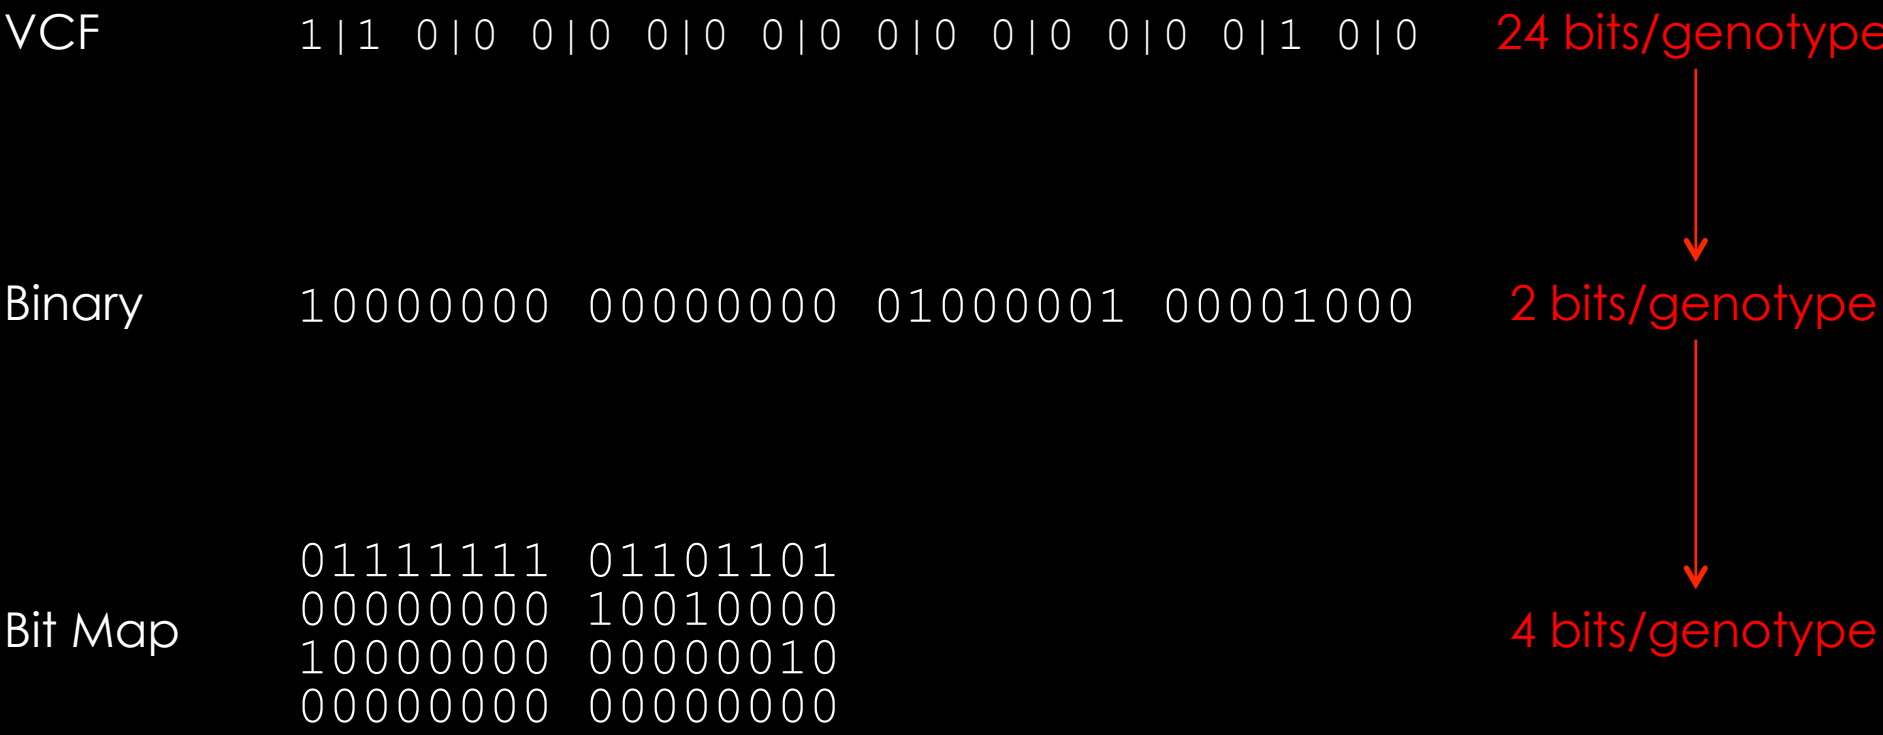 VCF 1|1 0|0 0|0 0|0 0|0 0|0 0|0 0|0 0|1 0|0 24 bits/genotype
Binary 10000000 00000000 01000001 00001000 2 bits/genotype
01111111 01101101
00000000 10010000
Bit Map 4 bits/genotype
10000000 00000010
00000000 00000000